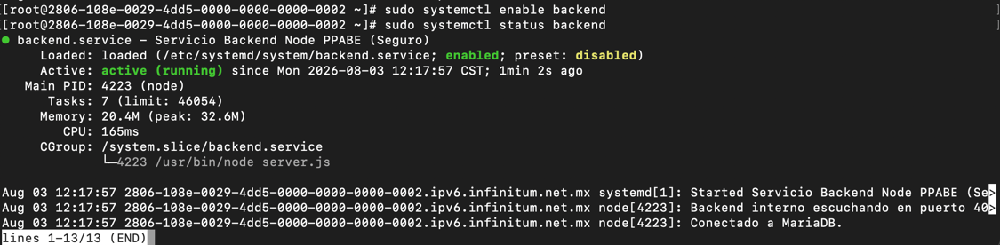 [[root@2806-108e-0029-4dd5-0000-0000-0000-0002 ~]# sudo systemctl enable backend ]
[[root@2806-108e-0029-4dd5-0000-0000-0000-0002 ~]# sudo systemctl status backend ]
● backend.service – Servicio Backend Node PPABE (Seguro)
Loaded: loaded (/etc/systemd/system/backend.service; enabled; preset: disabled)
Active: active (running) since Mon 2026-08-03 12:17:57 CST; 1min 2s ago
Main PID: 4223 (node)
Tasks: 7 (limit: 46054)
Memory: 20.4M (peak: 32.6M)
CPU: 165ms
CGroup: /system.slice/backend.service
└─4223 /usr/bin/node server.js
Aug 03 12:17:57 2806-108e-0029-4dd5-0000-0000-0000-0002.ipv6.infinitum.net.mx systemd[1]: Started Servicio Backend Node PPABE (Se>
Aug 03 12:17:57 2806-108e-0029-4dd5-0000-0000-0000-0002.ipv6.infinitum.net.mx node[4223]: Backend interno escuchando en puerto 40>
Aug 03 12:17:57 2806-108e-0029-4dd5-0000-0000-0000-0002.ipv6.infinitum.net.mx node[4223]: Conectado a MariaDB.
lines 1-13/13 (END)